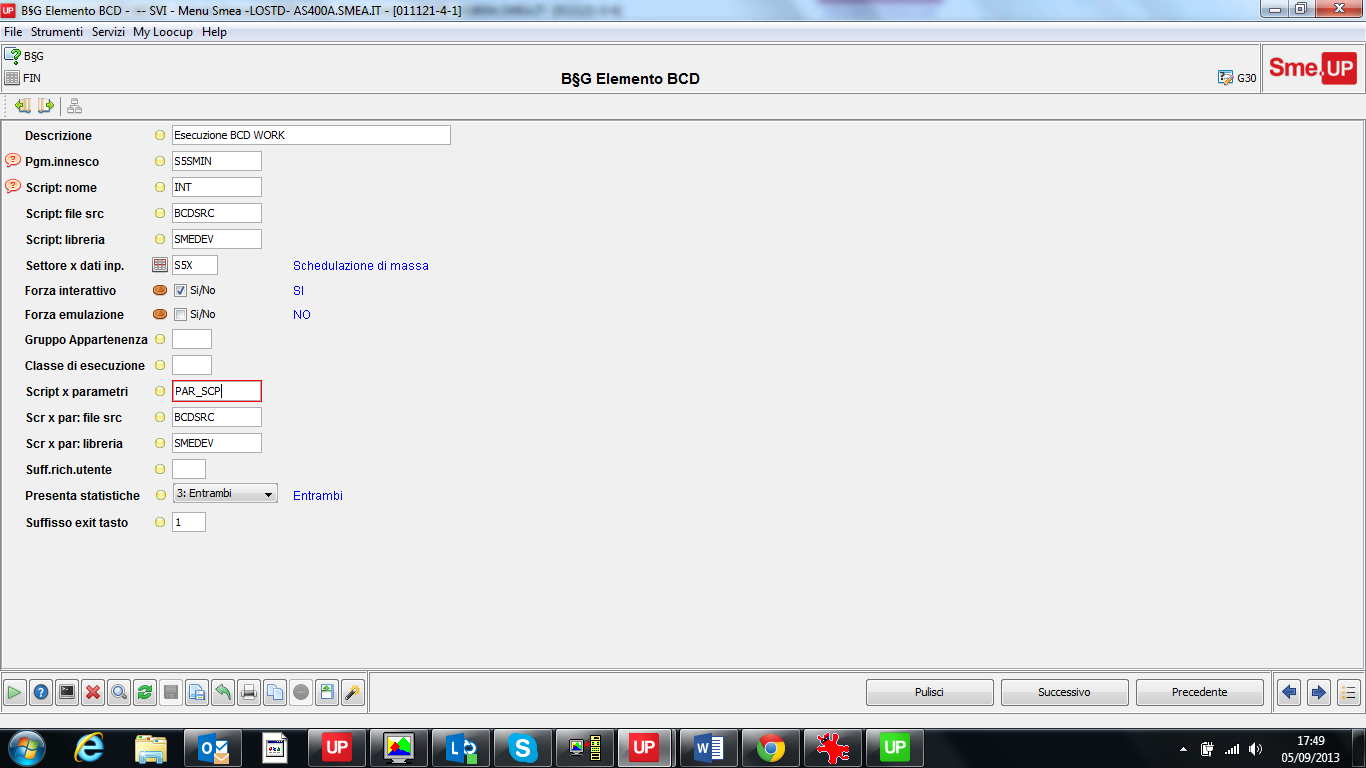 B§G Elemento BCD - -- SVI - Menu Smea -LOSTD- AS400A.SMEA.IT - [011121-4-1]
File Strumenti Servizi My Loocup Help
B§G
FIN
B§G Elemento BCD
G30
Sme.UP
Descrizione Esecuzione BCD WORK
Pgm.innesco S5SMIN
Script: nome INT
Script: file src BCDSRC
Script: libreria SMEDEV
Settore x dati inp. S5X Schedulazione di massa
Forza interattivo Si/No SI
Forza emulazione Si/No NO
Gruppo Appartenenza
Classe di esecuzione
Script x parametri PAR_SCP
Scr x par: file src BCDSRC
Scr x par: libreria SMEDEV
Suff.rich.utente
Presenta statistiche 3: Entrambi Entrambi
Suffisso exit tasto 1
Pulisci Successivo Precedente
UP UP UP
17:49
05/09/2013